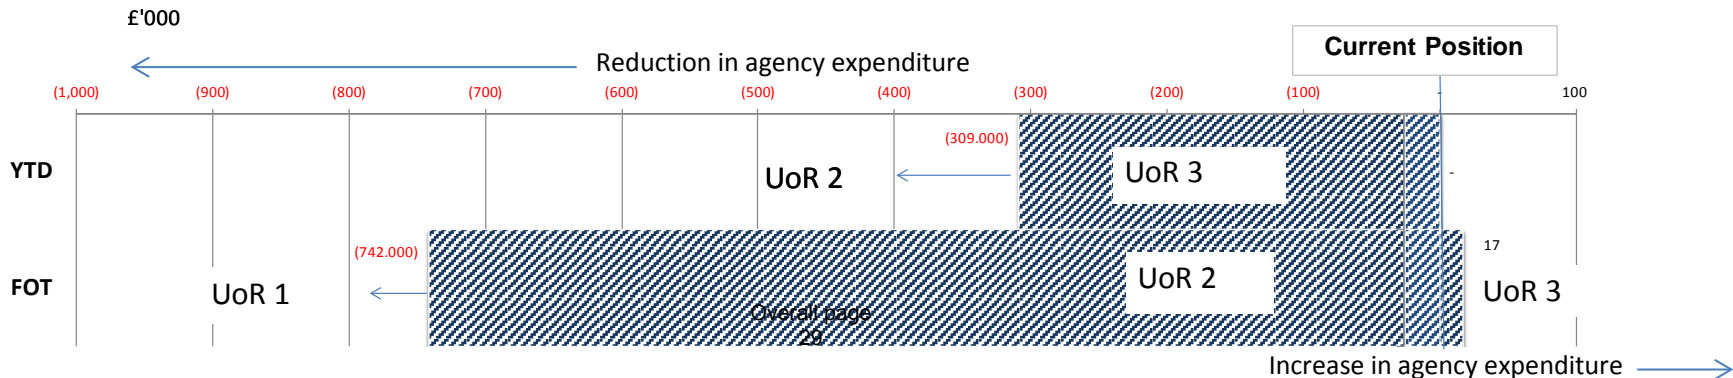 £'000
Current Position
Reduction in agency expenditure
(1,000) (900) (800) (700) (600) (500) (400) (300) (200) (100) - 100
(309.000)
YTD UoR 2 UoR 3 -
(742.000) 17
FOT UoR 1 UoR 2 UoR 3
Overall page
29
Increase in agency expenditure